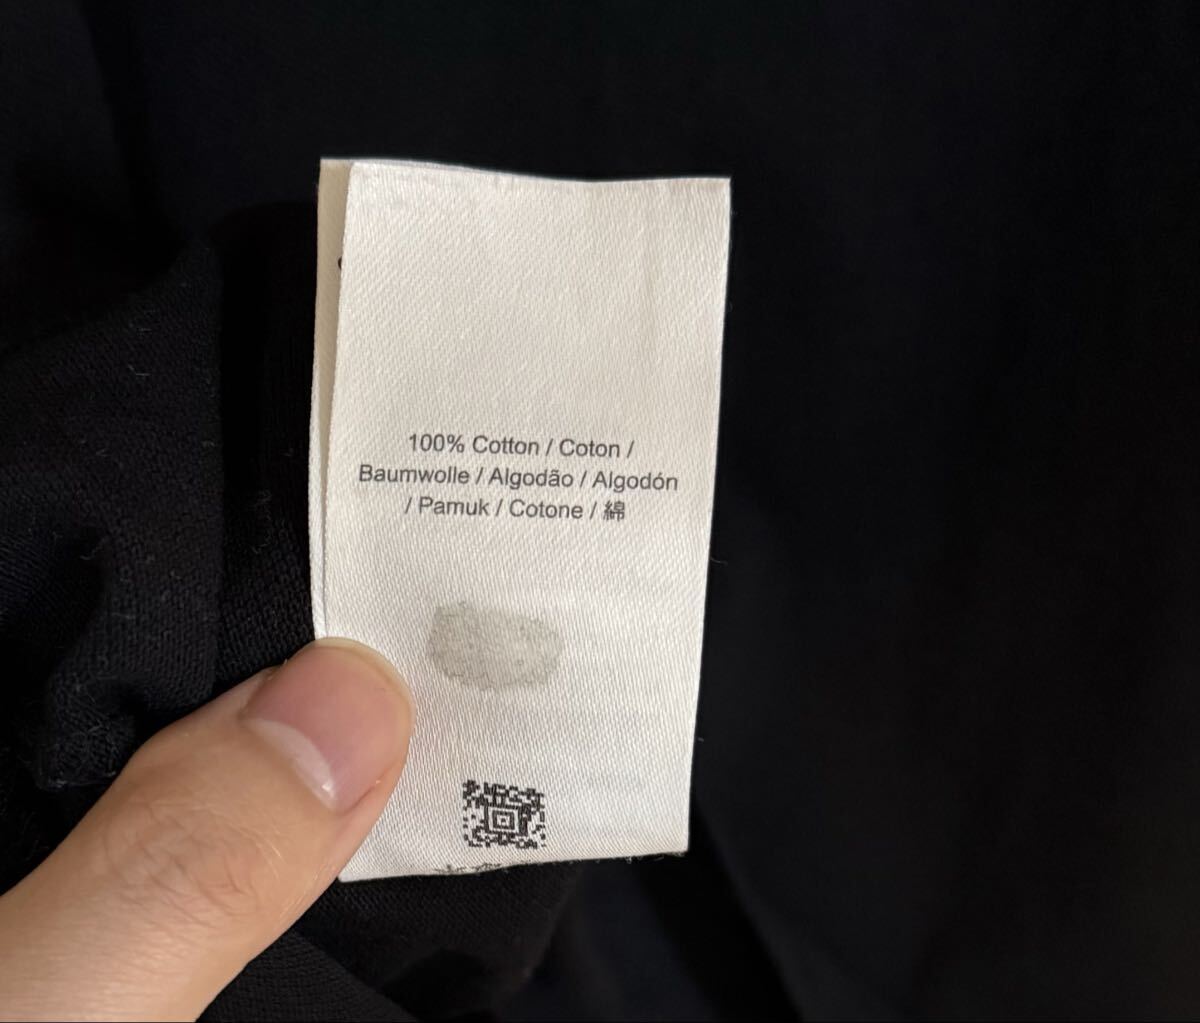 100% Cotton / Coton /
Baumwolle / Algodão / Algodón
/ Pamuk / Cotone / 綿